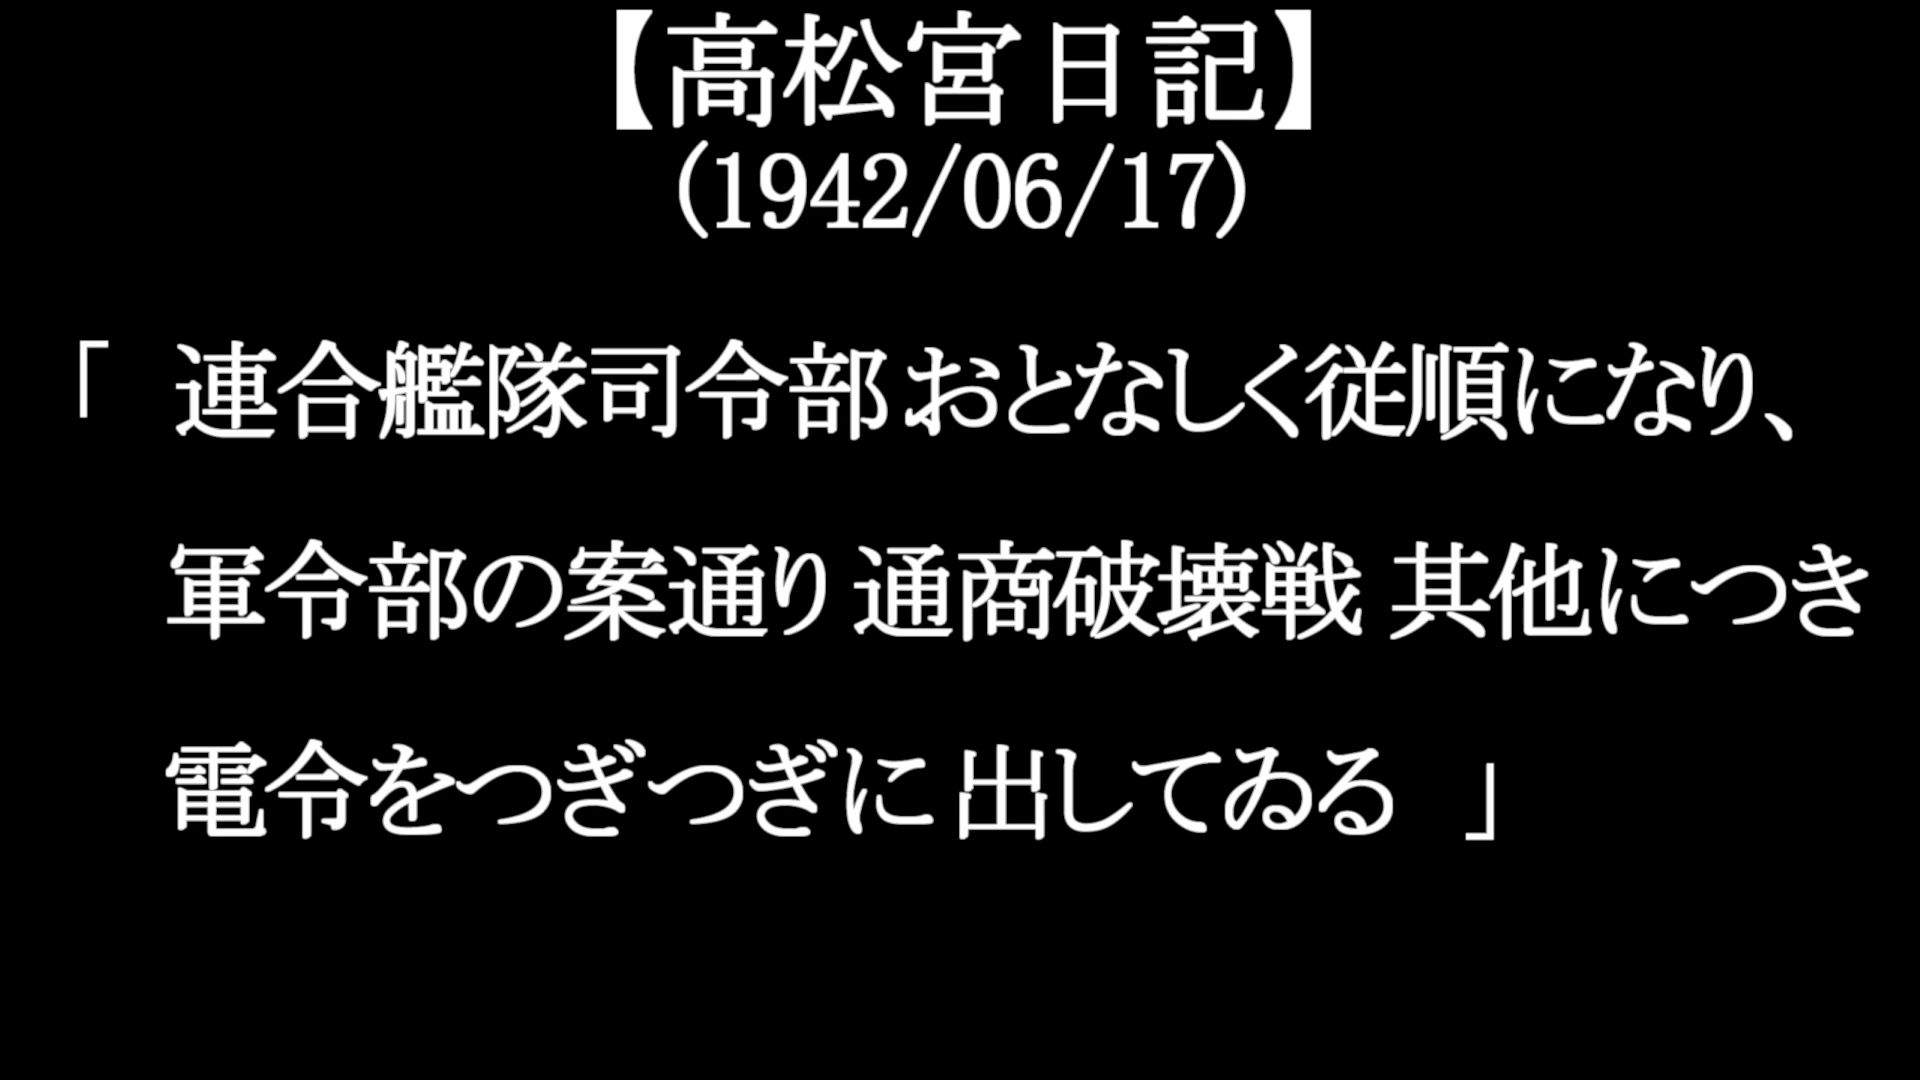 【高松宮日記】
(1942/06/17)
「 連合艦隊司令部 おとなしく従順になり、
軍令部の案通り 通商破壊戦 其他につき
電令をつぎつぎに 出してゐる 」